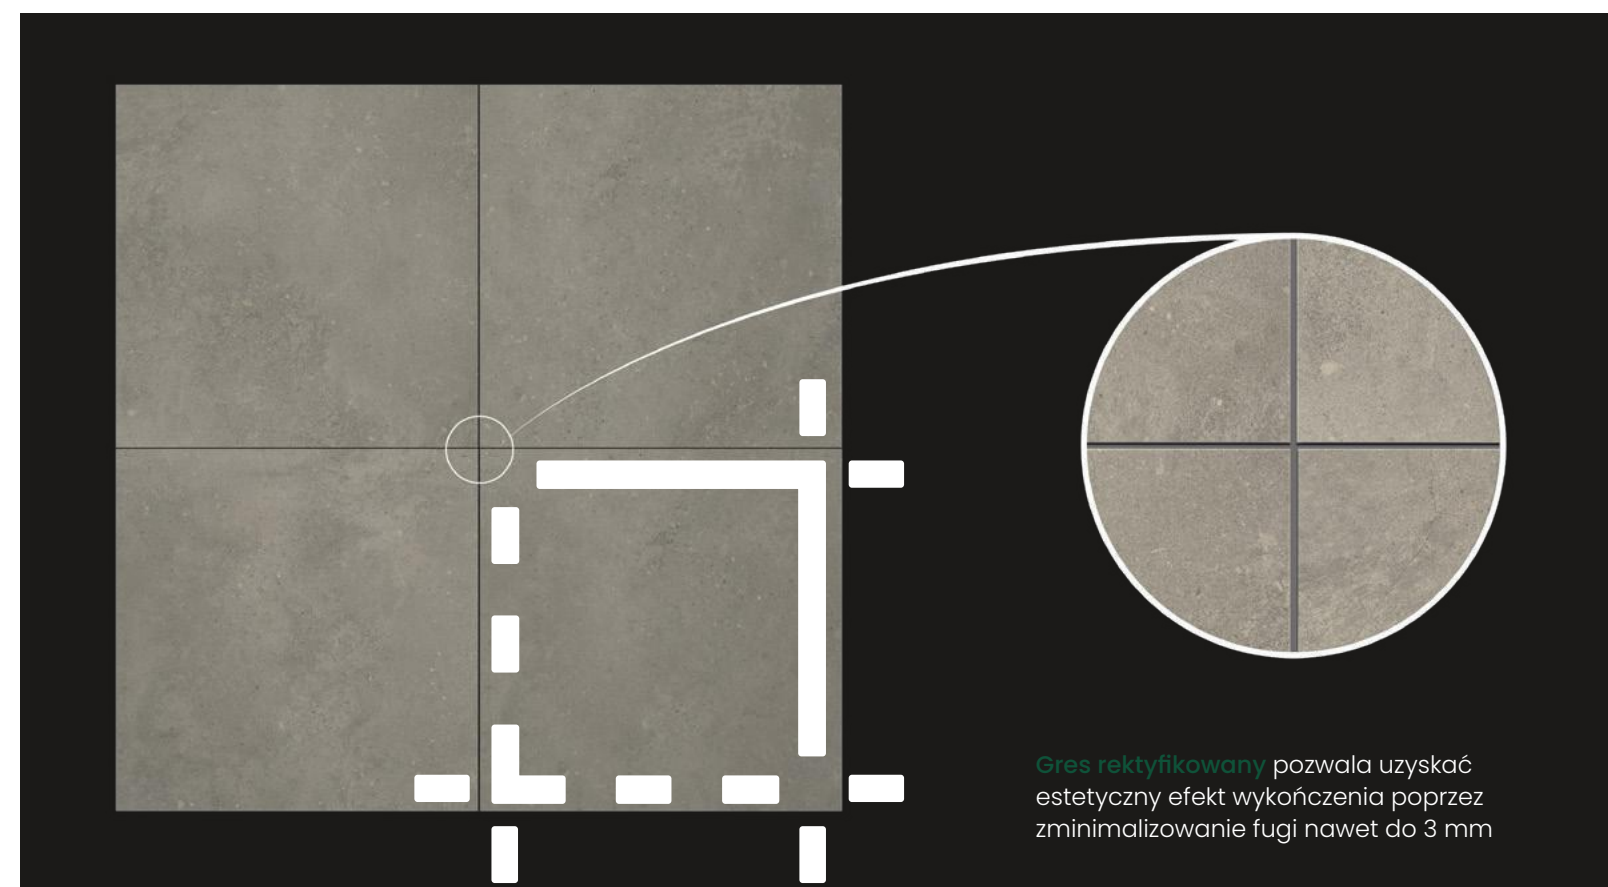 Gres rektyfikowany pozwala uzyskać
estetyczny efekt wykończenia poprzez
zminimalizowanie fugi nawet do 3 mm